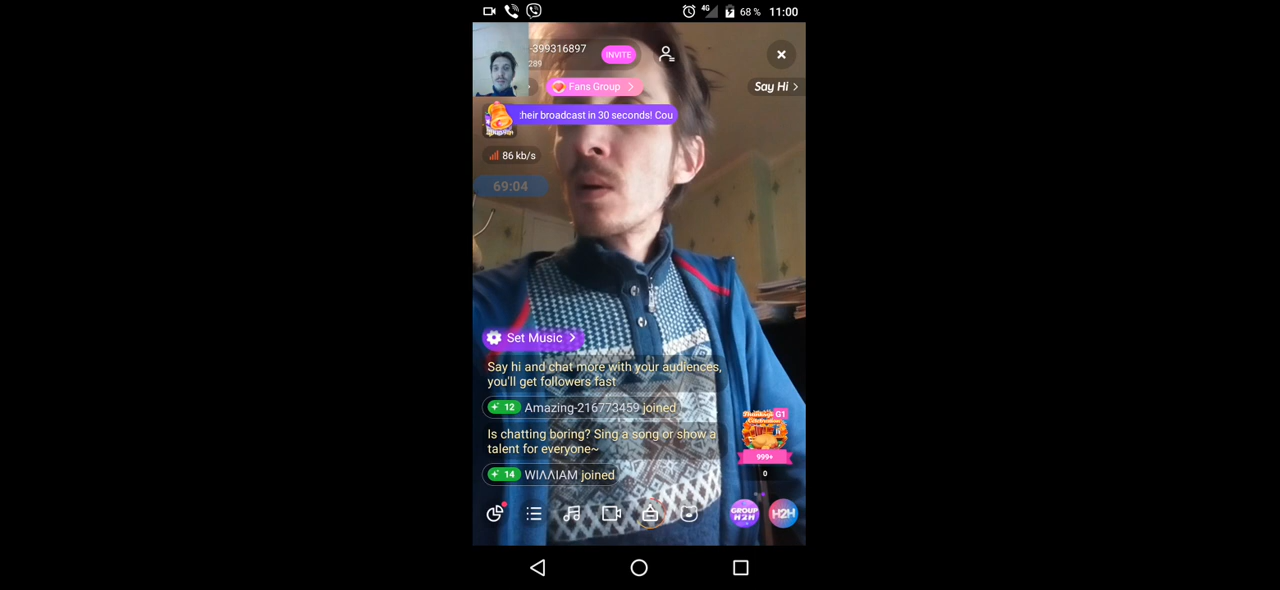 4G 68 % 11:00
-399316897
INVITE
289
Fans Group
Say Hi
their broadcast in 30 seconds! Cou
86 kb/s
69:04
Set Music
Say hi and chat more with your audiences,
you'll get followers fast
12 Amazing-216773459 joined
Is chatting boring? Sing a song or show a
talent for everyone~
G1
999+
14 WIΛΛIAM joined
0
GROUP
H2H
H2H